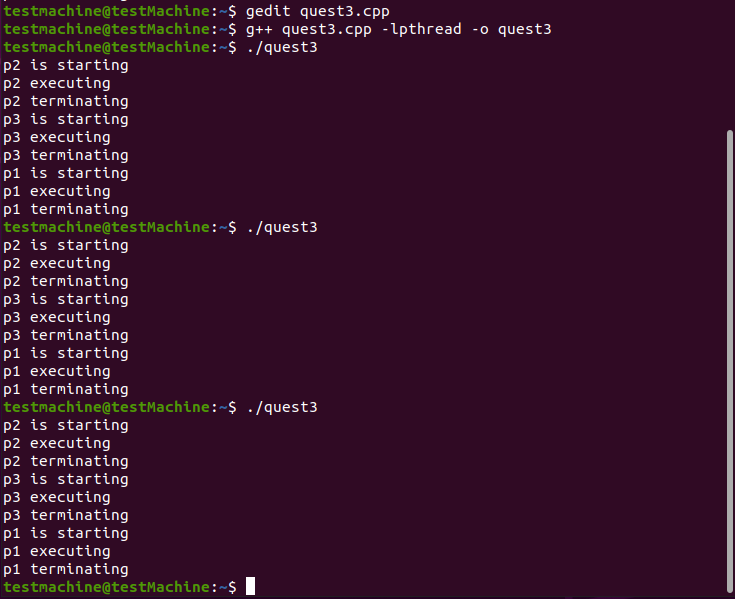 testmachine@testMachine:~$ gedit quest3.cpp
testmachine@testMachine:~$ g++ quest3.cpp -lpthread -o quest3
testmachine@testMachine:~$ ./quest3
p2 is starting
p2 executing
p2 terminating
p3 is starting
p3 executing
p3 terminating
p1 is starting
p1 executing
p1 terminating
testmachine@testMachine:~$ ./quest3
p2 is starting
p2 executing
p2 terminating
p3 is starting
p3 executing
p3 terminating
p1 is starting
p1 executing
p1 terminating
testmachine@testMachine:~$ ./quest3
p2 is starting
p2 executing
p2 terminating
p3 is starting
p3 executing
p3 terminating
p1 is starting
p1 executing
p1 terminating
testmachine@testMachine:~$